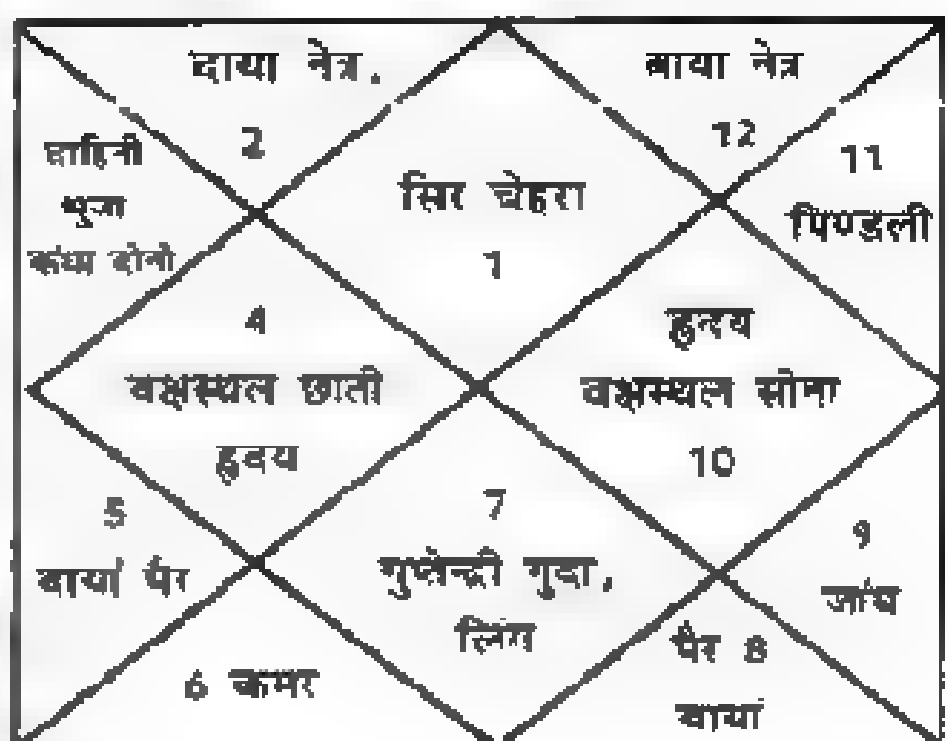 दाया नेत्र.
2
बाया नेत्र
12
दाहिनी
भुजा
कंधा दोनो
सिर चेहरा
1
11
पिण्डली
4
वक्षस्थल छाती
हृदय
हृदय
वक्षस्थल सीना
10
5
बायां पैर
7
गुप्तेन्द्री गुदा,
लिंग
9
जांघ
6 कमर
पैर 8
बायां